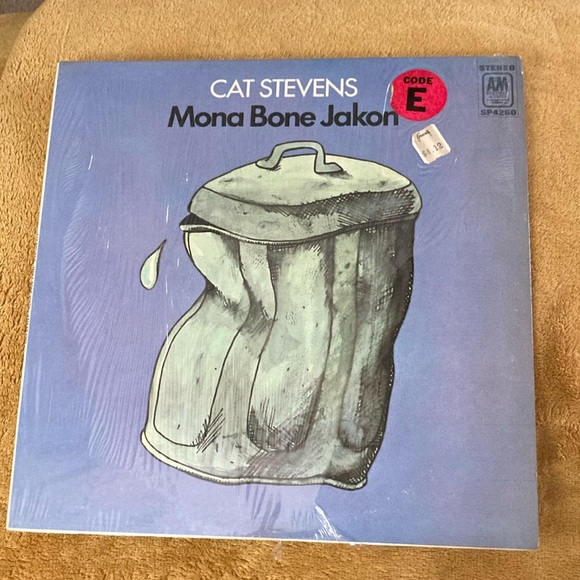 CAT STEVENS
Mona Bone Jakon
CODE
E
STEREO
A&M
SP4260